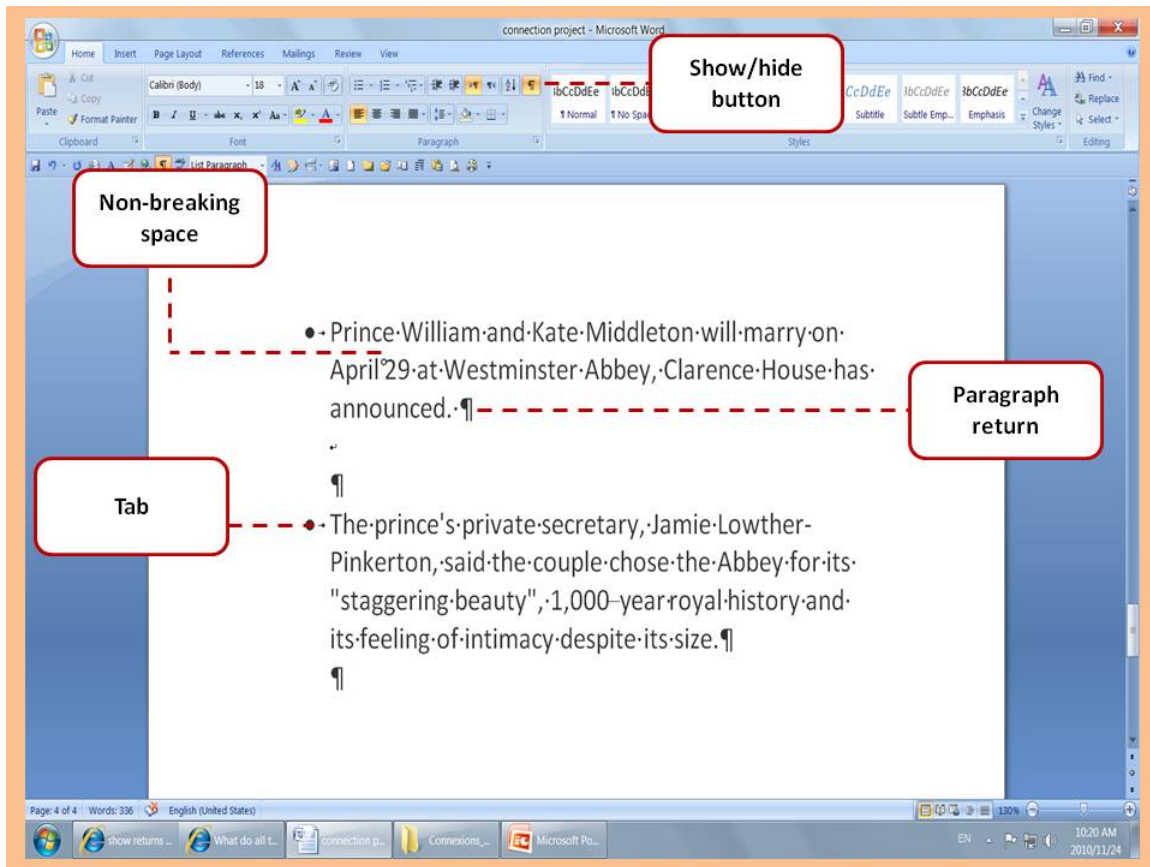 connection project - Microsoft Word
Home Insert Page Layout References Mailings Review View
Show/hide
button
Paste
Cut
Copy
Format Painter
Calibri (Body) 18
AaBbCcDdEe
¶ Normal ¶ No Spa
Subtitle Subtle Emp... Emphasis
Change
Styles
Find
Replace
Select
Clipboard Font Paragraph Styles Editing
List Paragraph
Non-breaking
space
●→Prince·William·and·Kate·Middleton·will·marry·on·
April°29·at·Westminster·Abbey,·Clarence·House·has·
announced.·¶
Paragraph
return
↵
¶
Tab
●→The·prince's·private·secretary,·Jamie·Lowther-
Pinkerton,·said·the·couple·chose·the·Abbey·for·its·
"staggering·beauty",·1,000–year·royal·history·and·
its·feeling·of·intimacy·despite·its·size.¶
¶
Page: 4 of 4 Words: 336 English (United States) 130%
show returns ... What do all t... connection p... Connexions_... Microsoft Po... EN 10:20 AM
2010/11/24